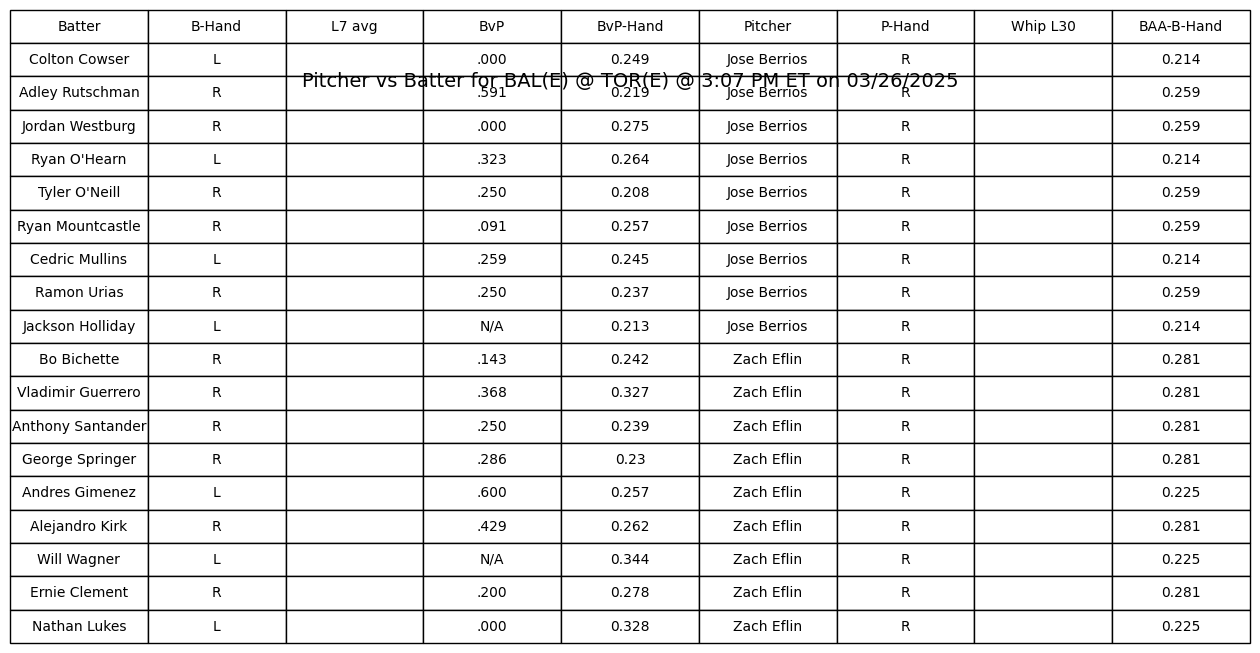 Batter B-Hand L7 avg BvP BvP-Hand Pitcher P-Hand Whip L30 BAA-B-Hand
Colton Cowser L .000 0.249 Jose Berrios R 0.214
Pitcher vs Batter for BAL(E) @ TOR(E) @ 3:07 PM ET on 03/26/2025
Adley Rutschman R .591 0.219 Jose Berrios R 0.259
Jordan Westburg R .000 0.275 Jose Berrios R 0.259
Ryan O'Hearn L .323 0.264 Jose Berrios R 0.214
Tyler O'Neill R .250 0.208 Jose Berrios R 0.259
Ryan Mountcastle R .091 0.257 Jose Berrios R 0.259
Cedric Mullins L .259 0.245 Jose Berrios R 0.214
Ramon Urias R .250 0.237 Jose Berrios R 0.259
Jackson Holliday L N/A 0.213 Jose Berrios R 0.214
Bo Bichette R .143 0.242 Zach Eflin R 0.281
Vladimir Guerrero R .368 0.327 Zach Eflin R 0.281
Anthony Santander R .250 0.239 Zach Eflin R 0.281
George Springer R .286 0.23 Zach Eflin R 0.281
Andres Gimenez L .600 0.257 Zach Eflin R 0.225
Alejandro Kirk R .429 0.262 Zach Eflin R 0.281
Will Wagner L N/A 0.344 Zach Eflin R 0.225
Ernie Clement R .200 0.278 Zach Eflin R 0.281
Nathan Lukes L .000 0.328 Zach Eflin R 0.225